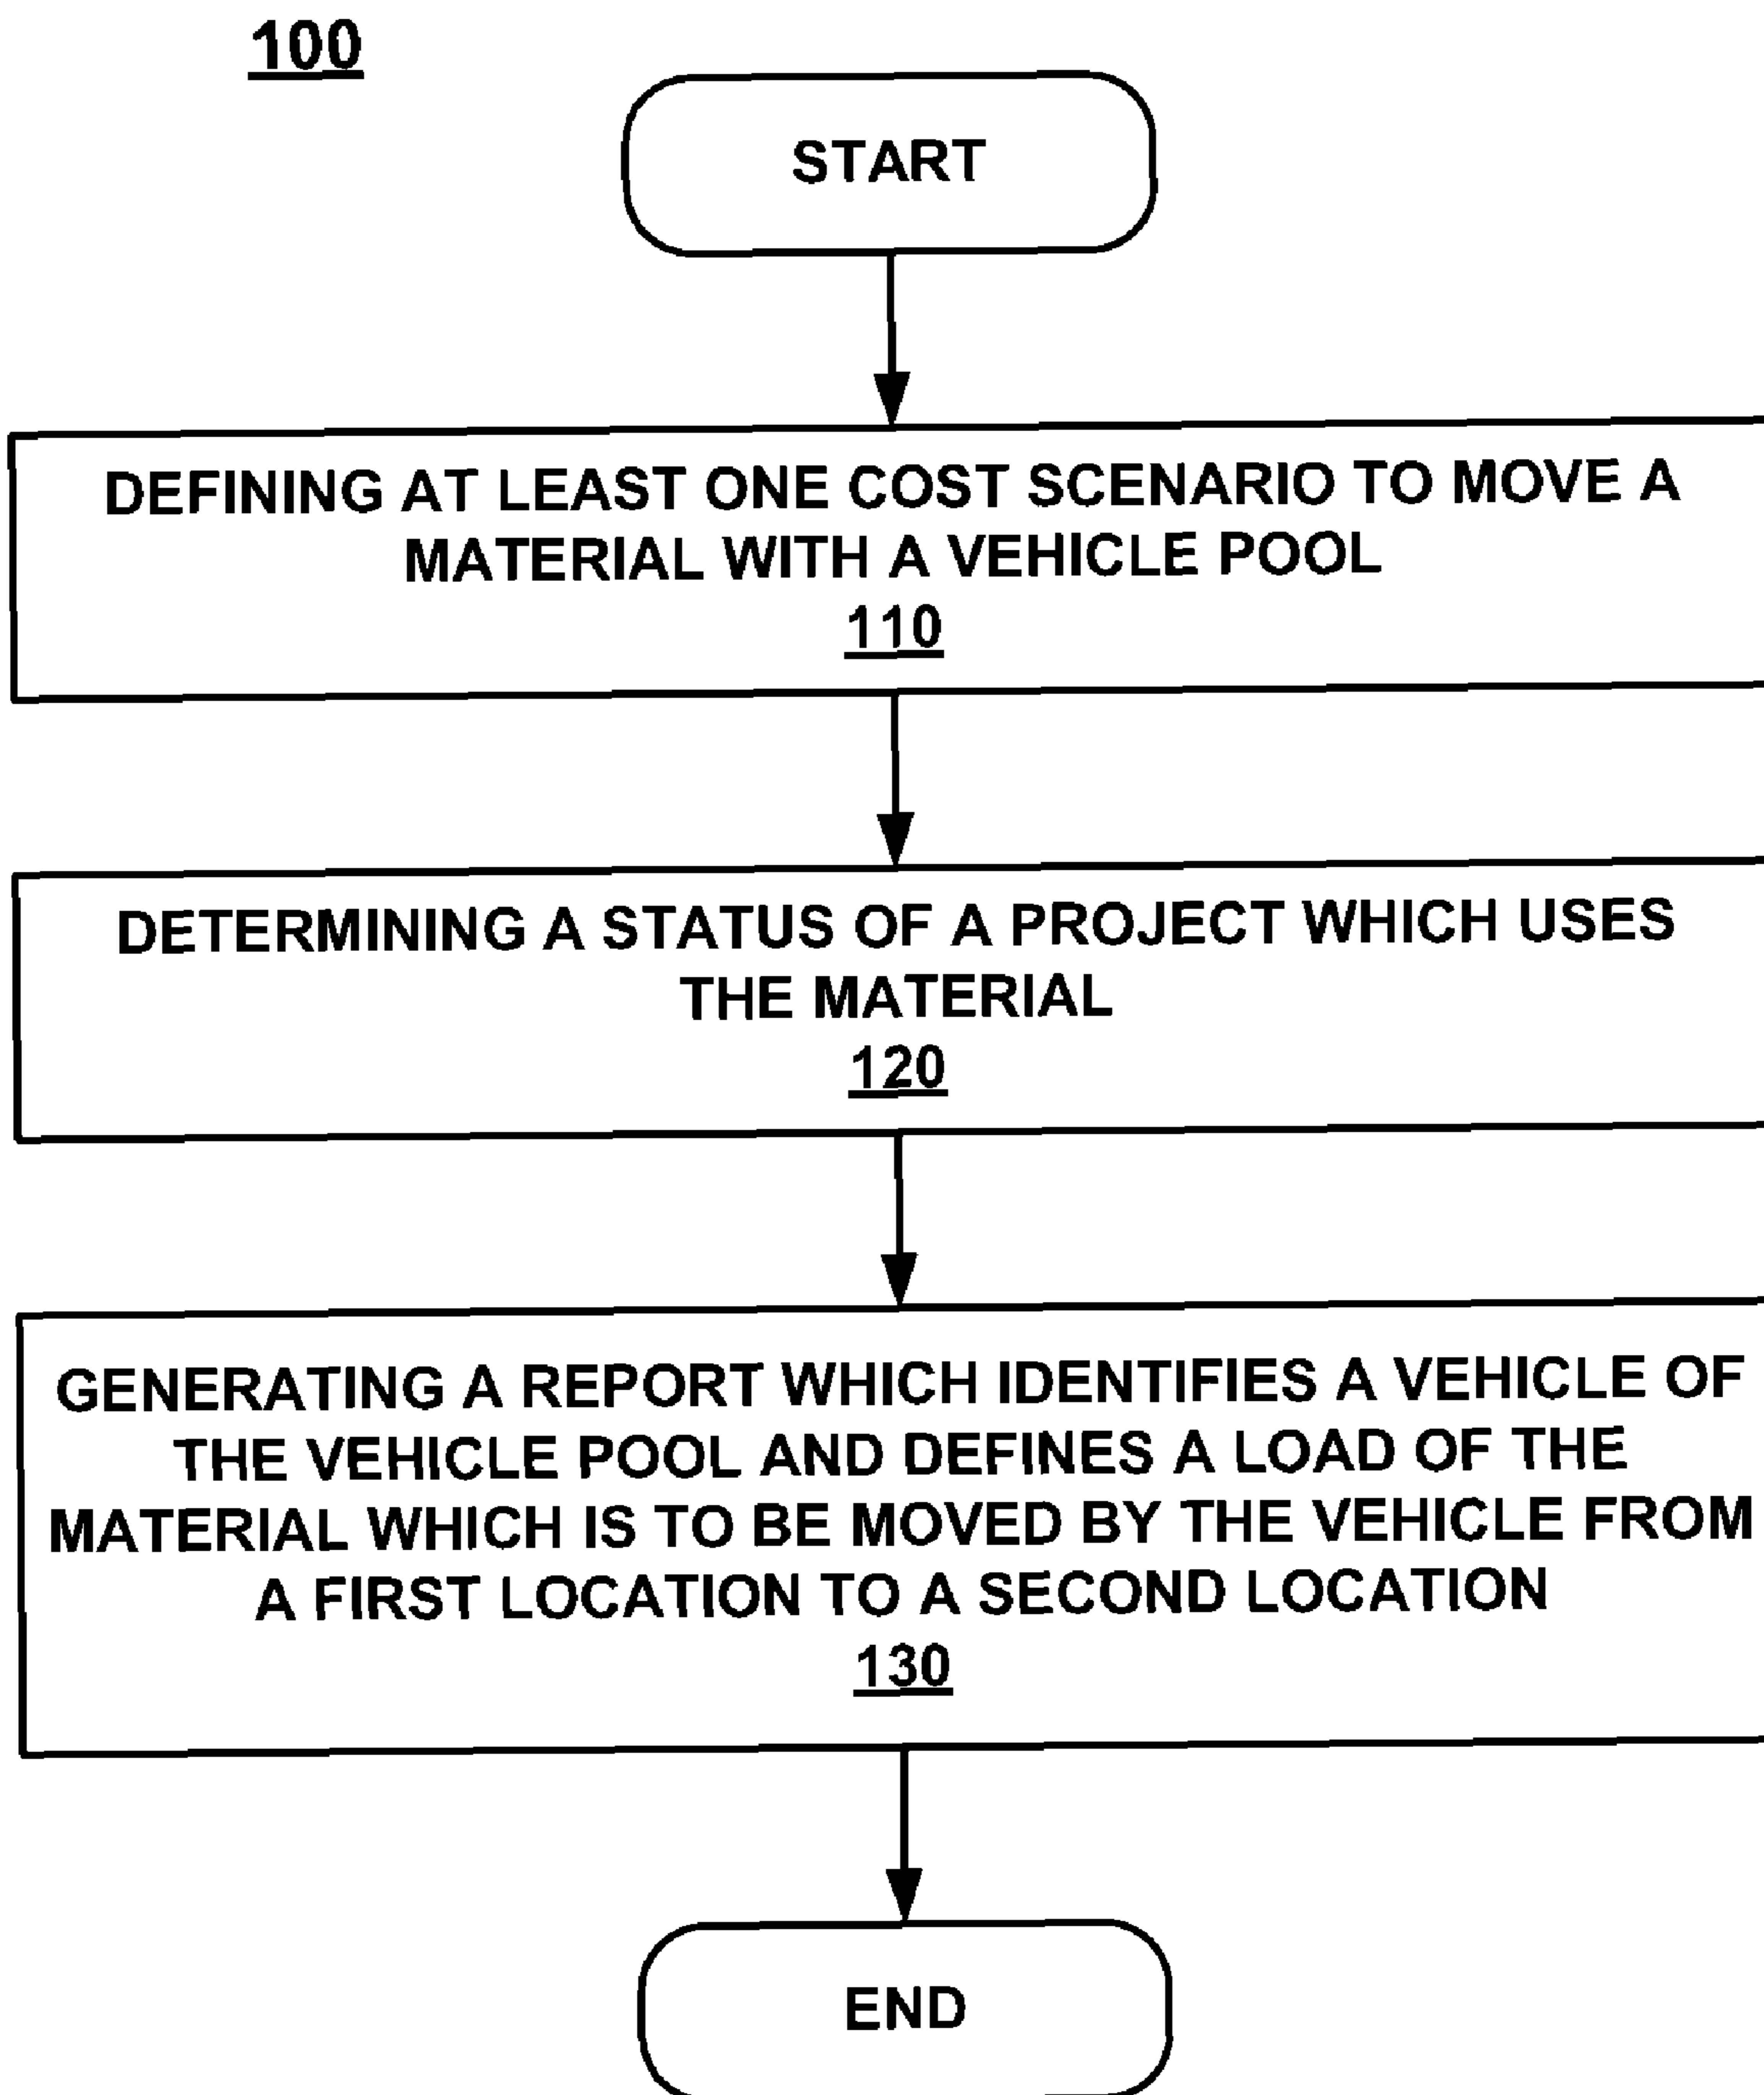 100
START
DEFINING AT LEAST ONE COST SCENARIO TO MOVE A
MATERIAL WITH A VEHICLE POOL
110
DETERMINING A STATUS OF A PROJECT WHICH USES
THE MATERIAL
120
GENERATING A REPORT WHICH IDENTIFIES A VEHICLE OF
THE VEHICLE POOL AND DEFINES A LOAD OF THE
MATERIAL WHICH IS TO BE MOVED BY THE VEHICLE FROM
A FIRST LOCATION TO A SECOND LOCATION
130
END